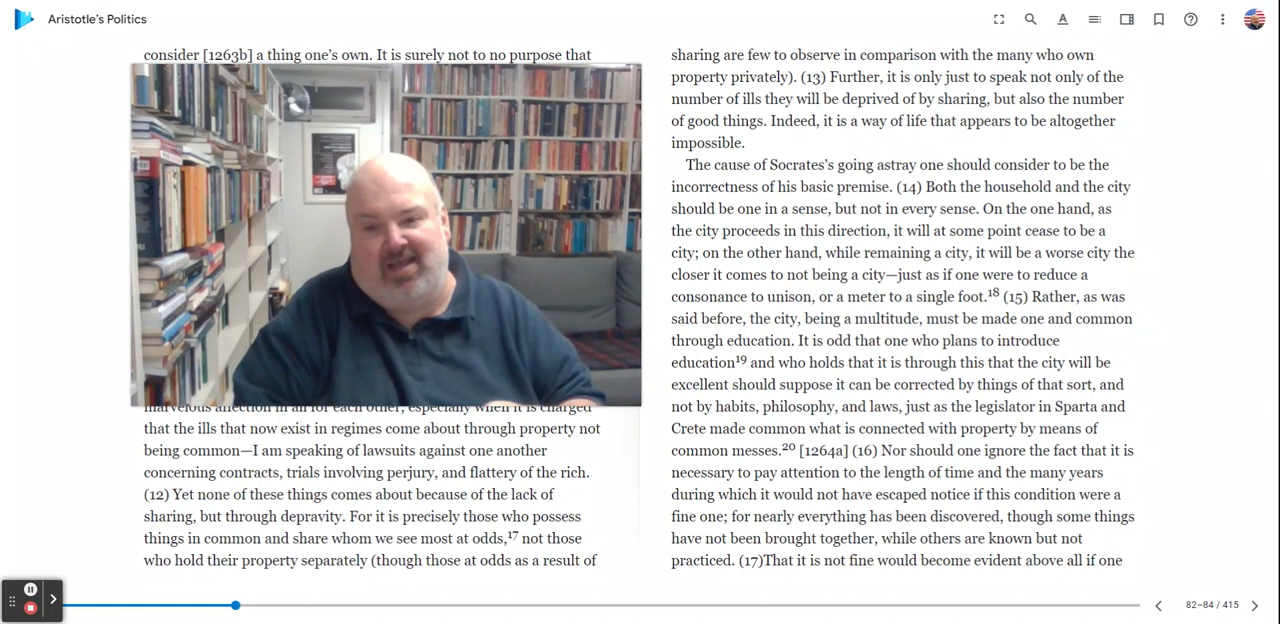 Aristotle’s Politics
consider [1263b] a thing one’s own. It is surely not to no purpose that
marvelous affection in all for each other, especially when it is charged
that the ills that now exist in regimes come about through property not
being common—I am speaking of lawsuits against one another
concerning contracts, trials involving perjury, and flattery of the rich.
(12) Yet none of these things comes about because of the lack of
sharing, but through depravity. For it is precisely those who possess
things in common and share whom we see most at odds,17 not those
who hold their property separately (though those at odds as a result of
sharing are few to observe in comparison with the many who own
property privately). (13) Further, it is only just to speak not only of the
number of ills they will be deprived of by sharing, but also the number
of good things. Indeed, it is a way of life that appears to be altogether
impossible.
The cause of Socrates’s going astray one should consider to be the
incorrectness of his basic premise. (14) Both the household and the city
should be one in a sense, but not in every sense. On the one hand, as
the city proceeds in this direction, it will at some point cease to be a
city; on the other hand, while remaining a city, it will be a worse city the
closer it comes to not being a city—just as if one were to reduce a
consonance to unison, or a meter to a single foot.18 (15) Rather, as was
said before, the city, being a multitude, must be made one and common
through education. It is odd that one who plans to introduce
education19 and who holds that it is through this that the city will be
excellent should suppose it can be corrected by things of that sort, and
not by habits, philosophy, and laws, just as the legislator in Sparta and
Crete made common what is connected with property by means of
common messes.20 [1264a] (16) Nor should one ignore the fact that it is
necessary to pay attention to the length of time and the many years
during which it would not have escaped notice if this condition were a
fine one; for nearly everything has been discovered, though some things
have not been brought together, while others are known but not
practiced. (17)That it is not fine would become evident above all if one
82–84 / 415